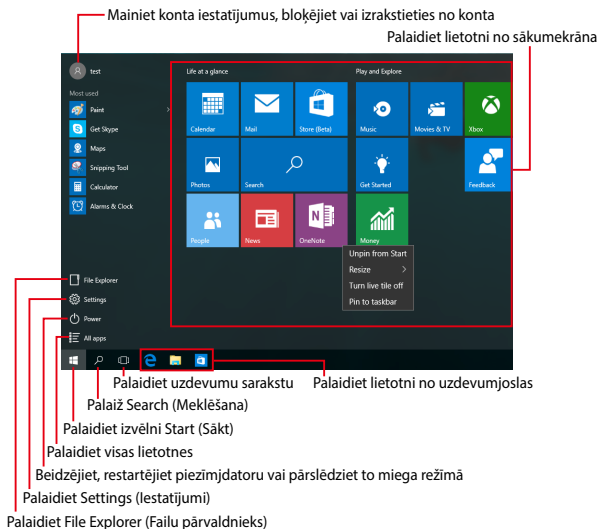 Mainiet konta iestatījumus, bloķējiet vai izrakstieties no konta
Palaidiet lietotni no sākumekrāna
test
Most used
Paint
Get Skype
Maps
Snipping Tool
Calculator
Alarms & Clock
File Explorer
Settings
Power
All apps
Life at a glance
Play and Explore
Calendar
Mail
Store (Beta)
Music
Movies & TV
Xbox
Photos
Search
Get Started
Feedback
People
News
OneNote
Money
Unpin from Start
Resize
Turn live tile off
Pin to taskbar
Palaidiet uzdevumu sarakstu
Palaidiet lietotni no uzdevumjoslas
Palaiž Search (Meklēšana)
Palaidiet izvēlni Start (Sākt)
Palaidiet visas lietotnes
Beidzējiet, restartējiet piezīmjdatoru vai pārslēdziet to miega režīmā
Palaidiet Settings (Iestatījumi)
Palaidiet File Explorer (Failu pārvaldnieks)